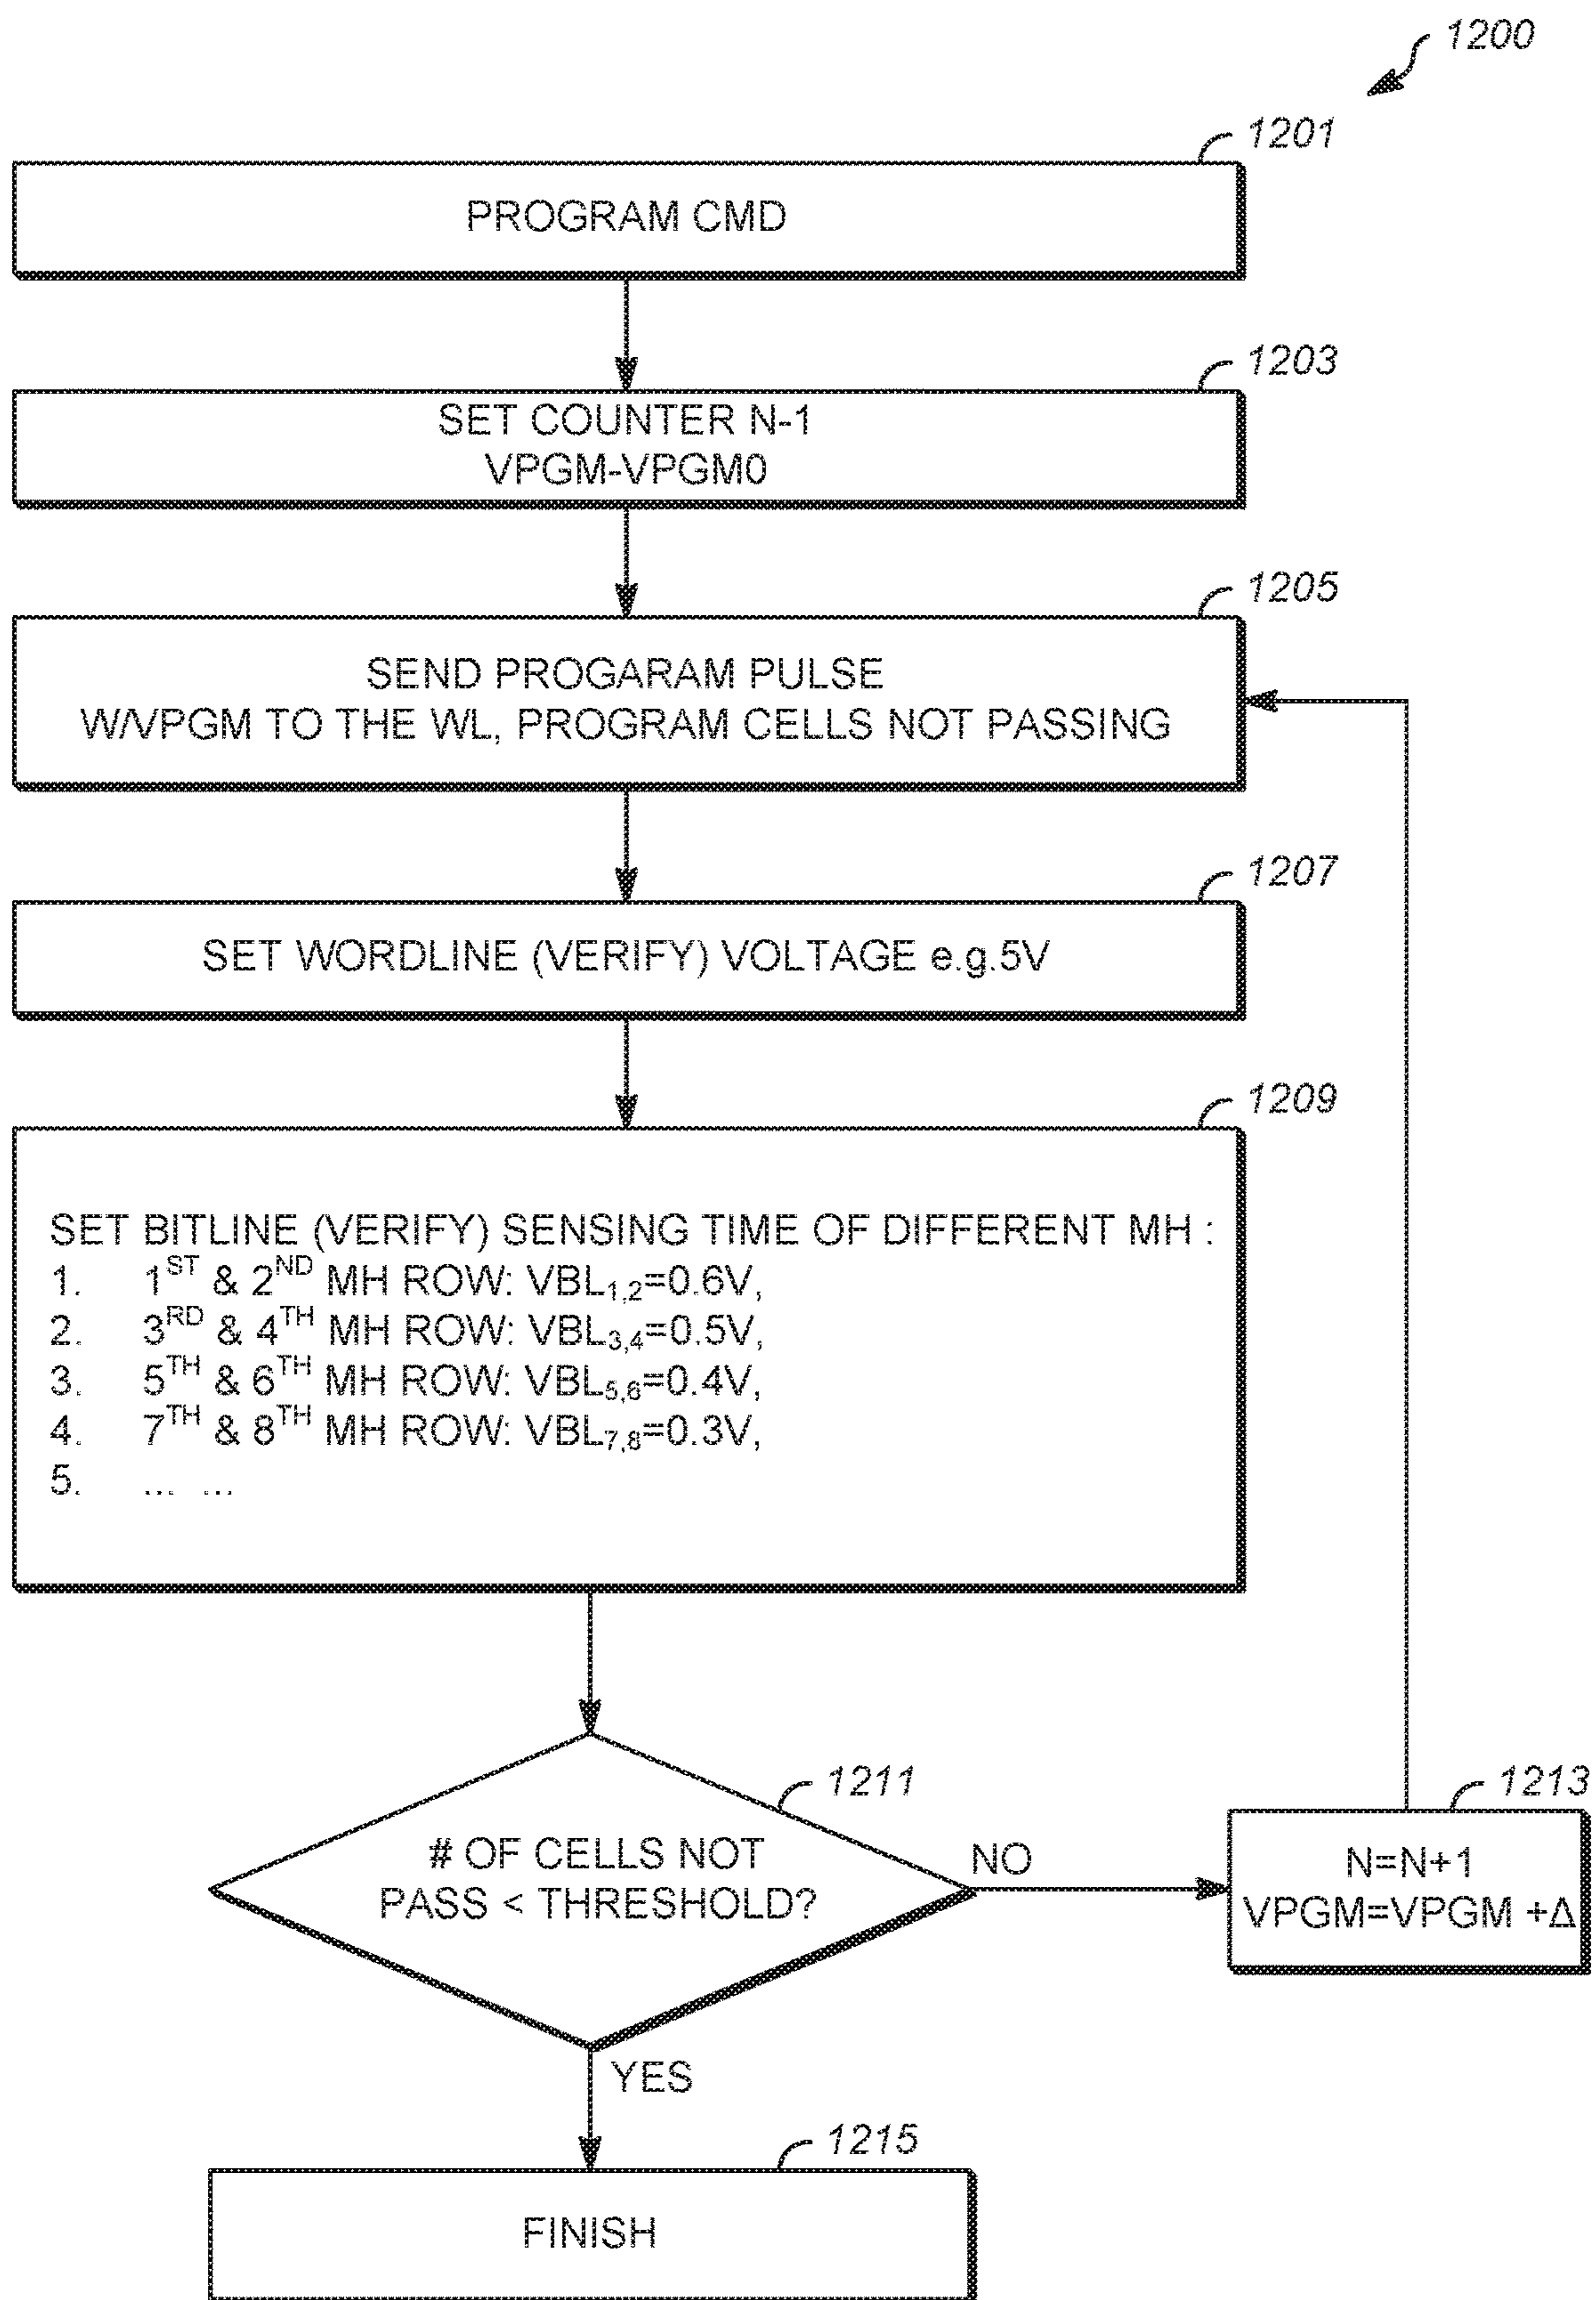 1200
1201
PROGRAM CMD
1203
SET COUNTER N-1
VPGM-VPGM0
1205
SEND PROGARAM PULSE
W/VPGM TO THE WL, PROGRAM CELLS NOT PASSING
1207
SET WORDLINE (VERIFY) VOLTAGE e.g.5V
1209
SET BITLINE (VERIFY) SENSING TIME OF DIFFERENT MH :
1. 1ST & 2ND MH ROW: VBL1,2=0.6V,
2. 3RD & 4TH MH ROW: VBL3,4=0.5V,
3. 5TH & 6TH MH ROW: VBL5,6=0.4V,
4. 7TH & 8TH MH ROW: VBL7,8=0.3V,
5. ... ...
1211
# OF CELLS NOT
PASS < THRESHOLD?
NO
1213
N=N+1
VPGM=VPGM +Δ
YES
1215
FINISH